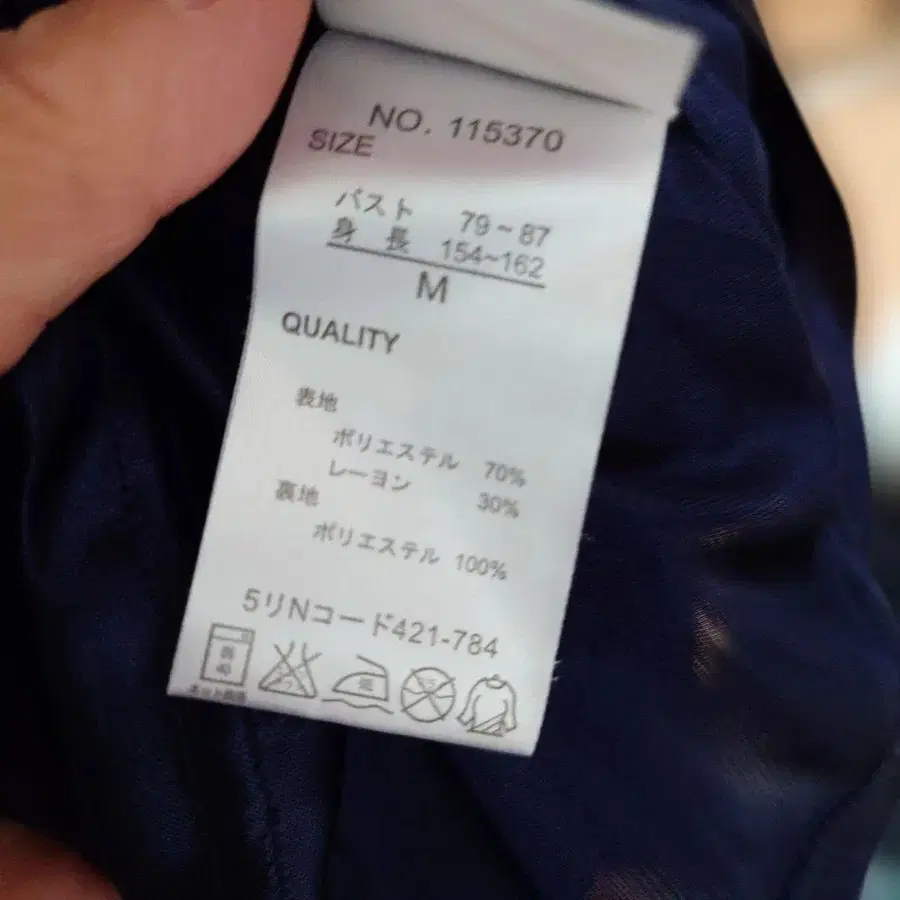 NO. 115370
SIZE
バスト 79~87
身長 154~162
M
QUALITY
表地
ポリエステル 70%
レーヨン 30%
裏地
ポリエステル 100%
5リNコード421-784
40